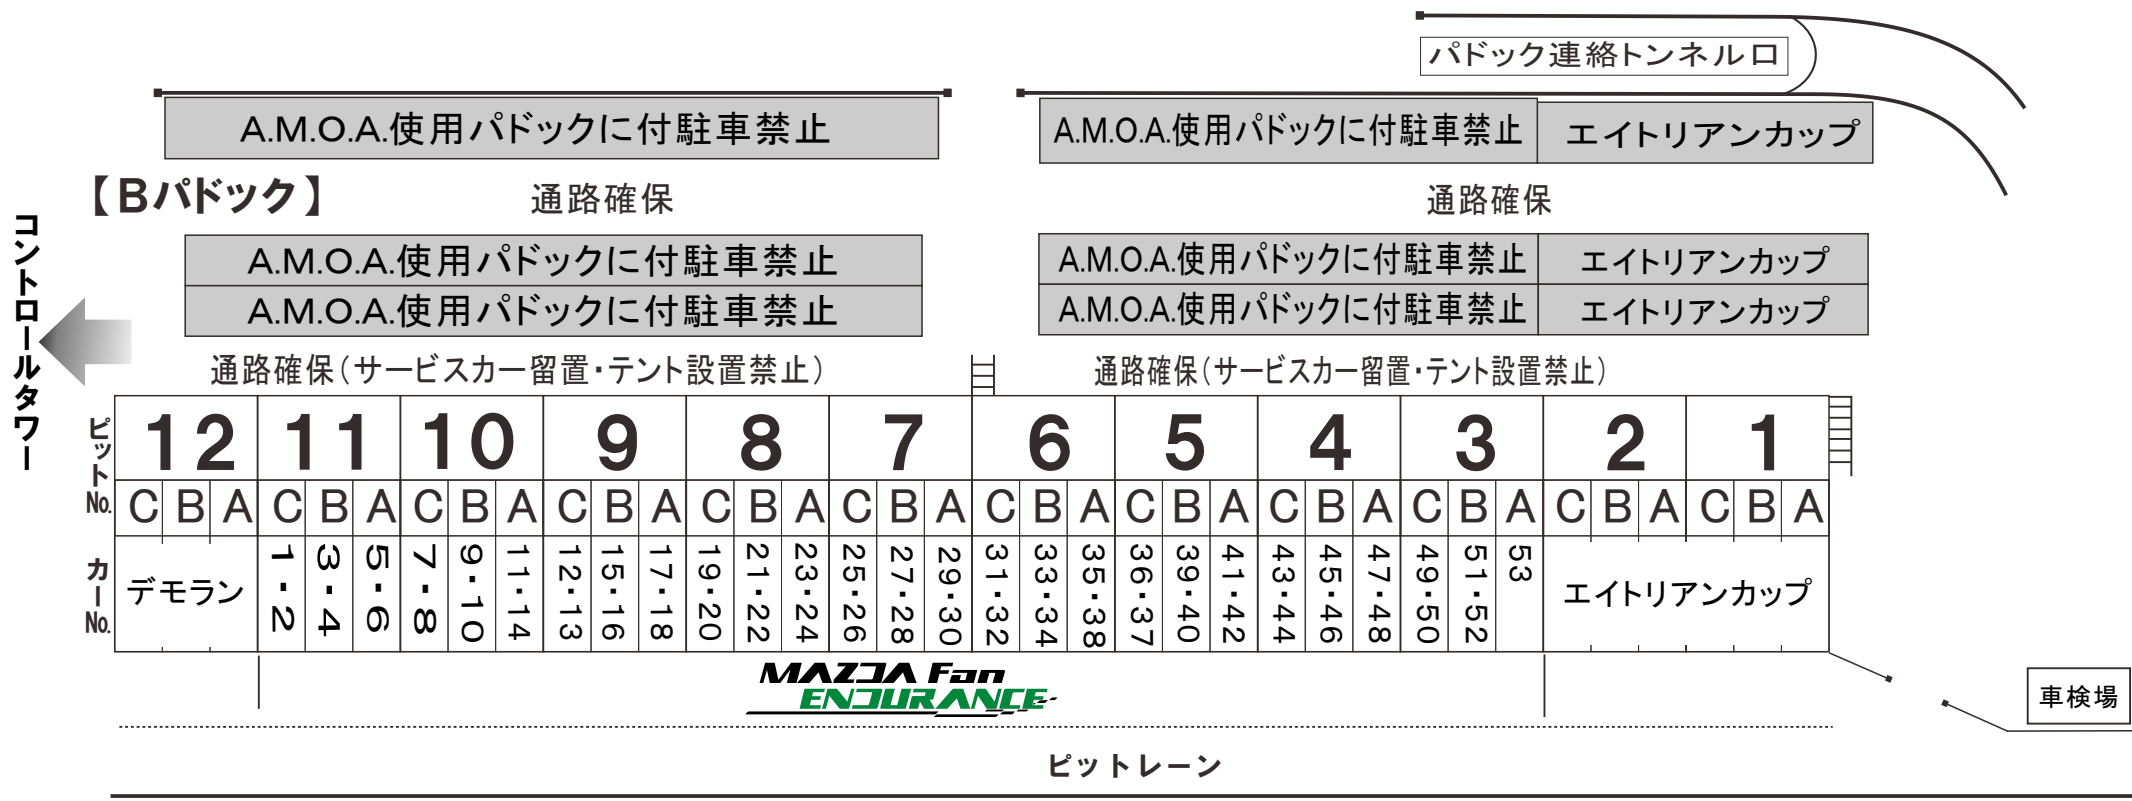 パドック連絡トンネル口
A.M.O.A.使用パドックに付駐車禁止
A.M.O.A.使用パドックに付駐車禁止
エイトリアンカップ
【Bパドック】
通路確保
通路確保
コントロールタワー
A.M.O.A.使用パドックに付駐車禁止
A.M.O.A.使用パドックに付駐車禁止
エイトリアンカップ
A.M.O.A.使用パドックに付駐車禁止
A.M.O.A.使用パドックに付駐車禁止
エイトリアンカップ
通路確保(サービスカー留置・テント設置禁止)
通路確保(サービスカー留置・テント設置禁止)
ピットNo.
12 11 10 9 8 7 6 5 4 3 2 1
C B A C B A C B A C B A C B A C B A C B A C B A C B A C B A C B A C B A
カーNo.
デモラン
1・2
3・4
5・6
7・8
9・10
11・14
12・13
15・16
17・18
19・20
21・22
23・24
25・26
27・28
29・30
31・32
33・34
35・38
36・37
39・40
41・42
43・44
45・46
47・48
49・50
51・52
53
エイトリアンカップ
MAZDA Fan
ENDURANCE
車検場
ピットレーン